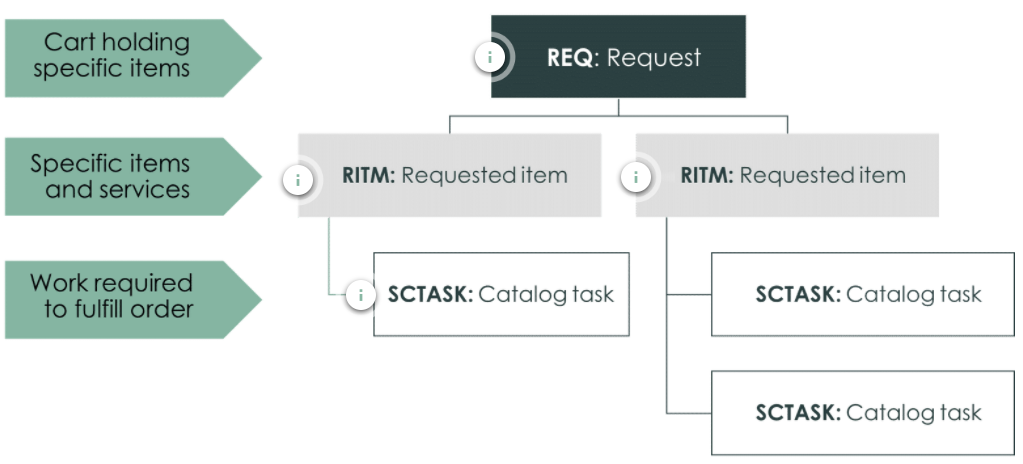 Cart holding
specific items
i
REQ: Request
Specific items
and services
i
RITM: Requested item
i
RITM: Requested item
Work required
to fulfill order
i
SCTASK: Catalog task
SCTASK: Catalog task
SCTASK: Catalog task